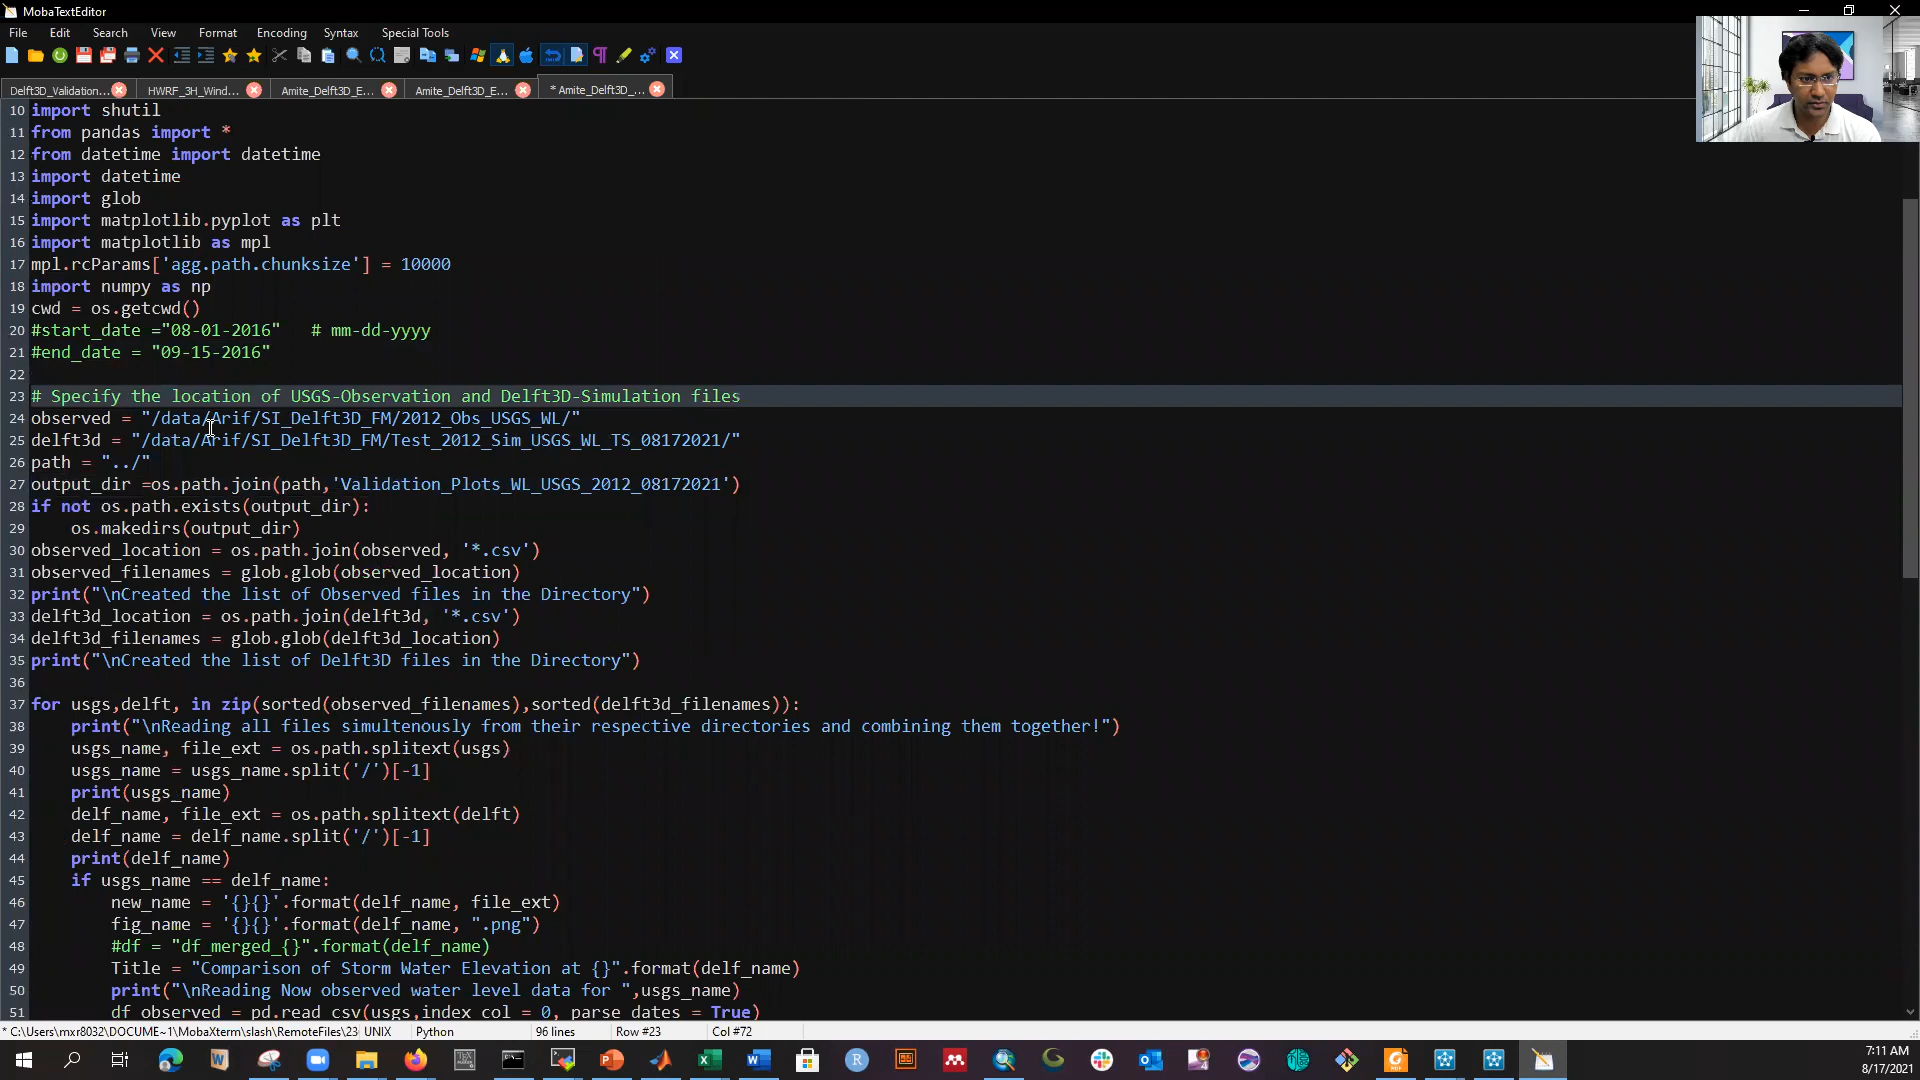 MobaTextEditor
File Edit Search View Format Encoding Syntax Special Tools
Delft3D_Validation... HWRF_3H_Wind... Amite_Delft3D_E... Amite_Delft3D_E... * Amite_Delft3D_...
10 import shutil
11 from pandas import *
12 from datetime import datetime
13 import datetime
14 import glob
15 import matplotlib.pyplot as plt
16 import matplotlib as mpl
17 mpl.rcParams['agg.path.chunksize'] = 10000
18 import numpy as np
19 cwd = os.getcwd()
20 #start_date ="08-01-2016"   # mm-dd-yyyy
21 #end_date = "09-15-2016"
22
23 # Specify the location of USGS-Observation and Delft3D-Simulation files
24 observed = "/data/Arif/SI_Delft3D_FM/2012_Obs_USGS_WL/"
25 delft3d = "/data/Arif/SI_Delft3D_FM/Test_2012_Sim_USGS_WL_TS_08172021/"
26 path = "../"
27 output_dir =os.path.join(path,'Validation_Plots_WL_USGS_2012_08172021')
28 if not os.path.exists(output_dir):
29     os.makedirs(output_dir)
30 observed_location = os.path.join(observed, '*.csv')
31 observed_filenames = glob.glob(observed_location)
32 print("\nCreated the list of Observed files in the Directory")
33 delft3d_location = os.path.join(delft3d, '*.csv')
34 delft3d_filenames = glob.glob(delft3d_location)
35 print("\nCreated the list of Delft3D files in the Directory")
36
37 for usgs,delft, in zip(sorted(observed_filenames),sorted(delft3d_filenames)):
38     print("\nReading all files simultenously from their respective directories and combining them together!")
39     usgs_name, file_ext = os.path.splitext(usgs)
40     usgs_name = usgs_name.split('/')[-1]
41     print(usgs_name)
42     delf_name, file_ext = os.path.splitext(delft)
43     delf_name = delf_name.split('/')[-1]
44     print(delf_name)
45     if usgs_name == delf_name:
46         new_name = '{}{}'.format(delf_name, file_ext)
47         fig_name = '{}{}'.format(delf_name, ".png")
48         #df = "df_merged_{}".format(delf_name)
49         Title = "Comparison of Storm Water Elevation at {}".format(delf_name)
50         print("\nReading Now observed water level data for ",usgs_name)
51         df_observed = pd.read_csv(usgs,index_col = 0, parse_dates = True)
* C:\Users\mxr8032\DOCUME~1\MobaXterm\slash\RemoteFiles\23 UNIX Python 96 lines Row #23 Col #72
7:11 AM
8/17/2021